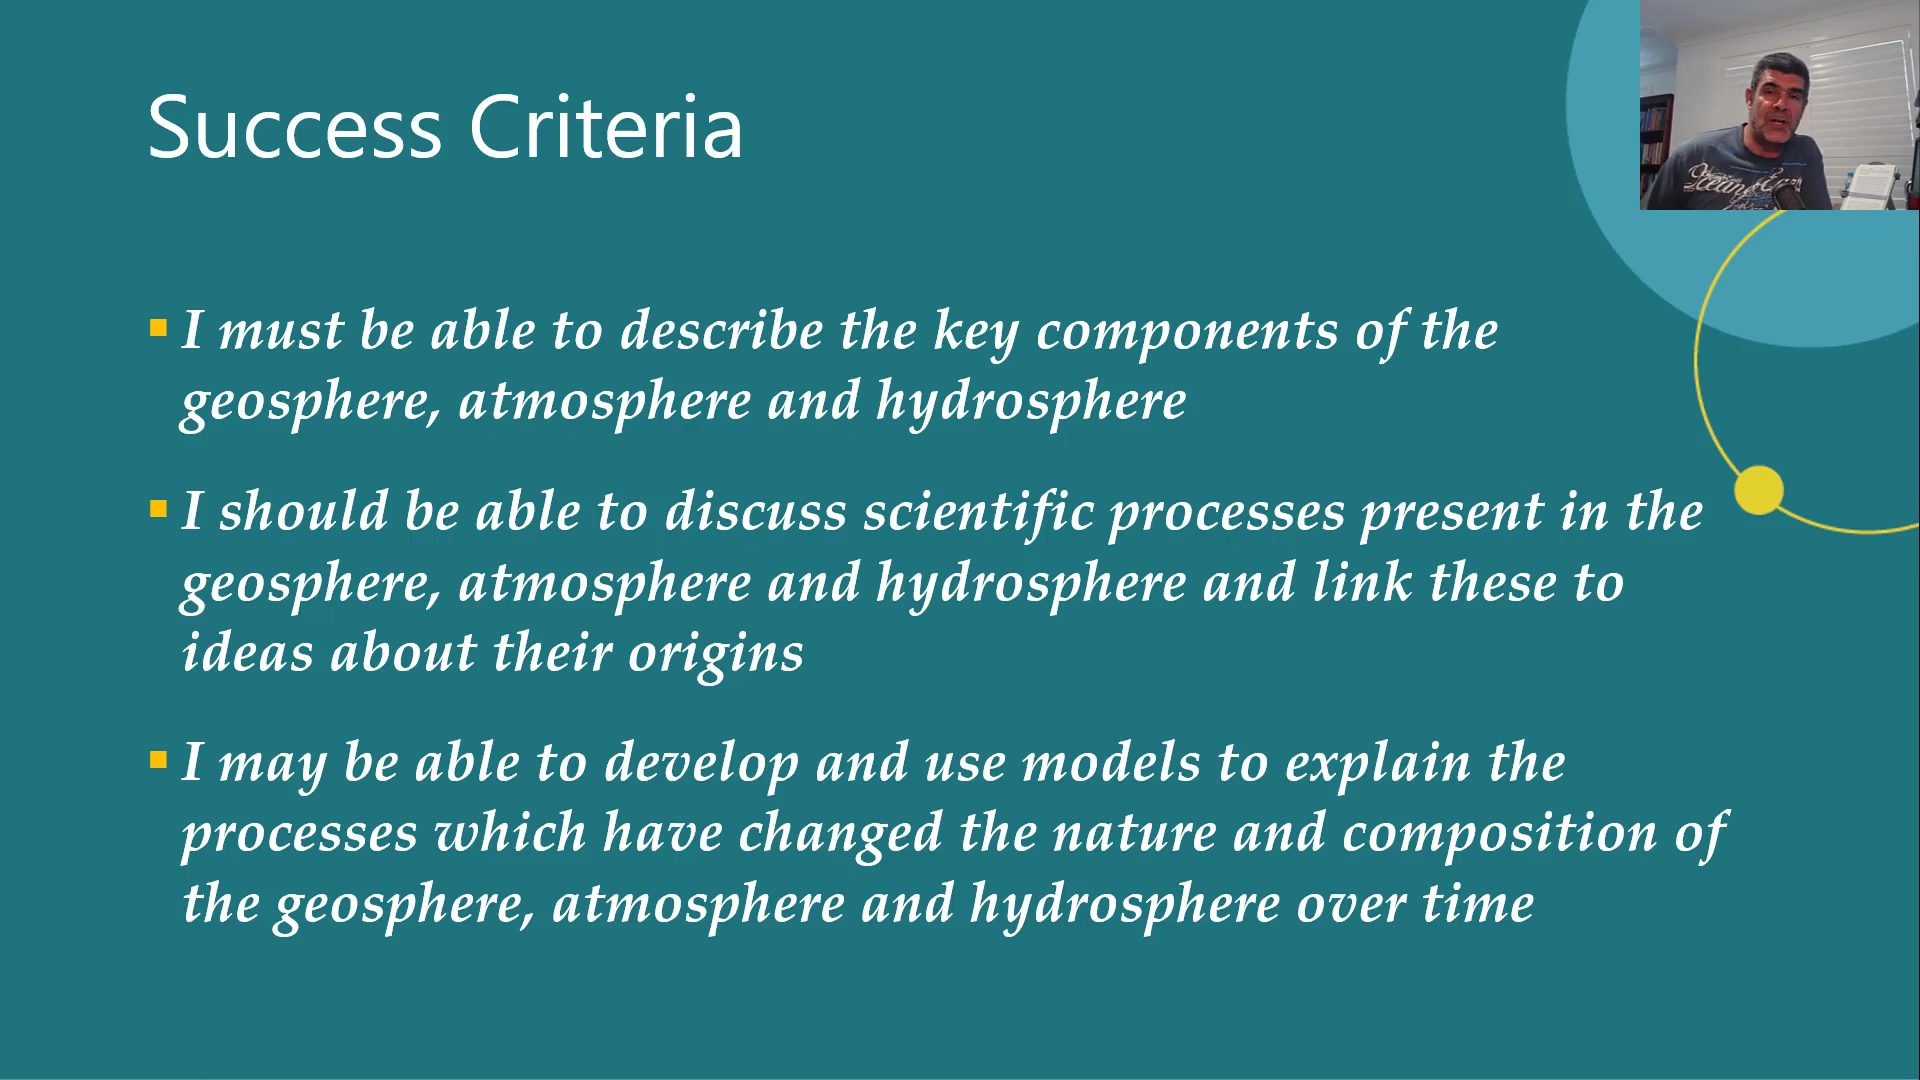 Success Criteria
I must be able to describe the key components of the
geosphere, atmosphere and hydrosphere
I should be able to discuss scientific processes present in the
geosphere, atmosphere and hydrosphere and link these to
ideas about their origins
I may be able to develop and use models to explain the
processes which have changed the nature and composition of
the geosphere, atmosphere and hydrosphere over time